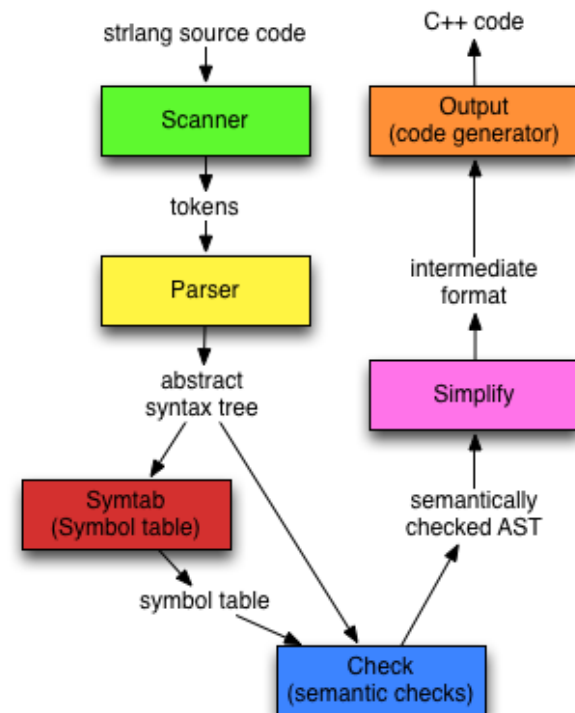 strlang source code
Scanner
tokens
Parser
abstract
syntax tree
Symtab
(Symbol table)
symbol table
Check
(semantic checks)
semantically
checked AST
Simplify
intermediate
format
Output
(code generator)
C++ code